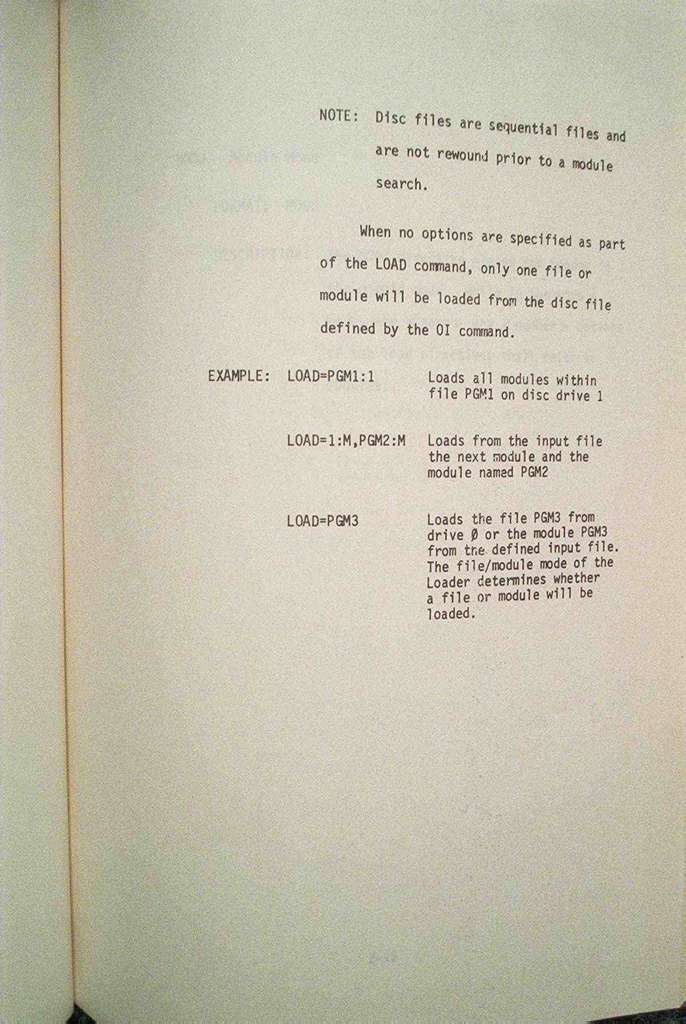 NOTE: Disc files are sequential files and
are not rewound prior to a module
search.
When no options are specified as part
of the LOAD command, only one file or
module will be loaded from the disc file
defined by the OI command.
EXAMPLE: LOAD=PGM1:1 Loads all modules within
file PGM1 on disc drive 1
LOAD=1:M,PGM2:M Loads from the input file
the next module and the
module named PGM2
LOAD=PGM3 Loads the file PGM3 from
drive Ø or the module PGM3
from the defined input file.
The file/module mode of the
Loader determines whether
a file or module will be
loaded.